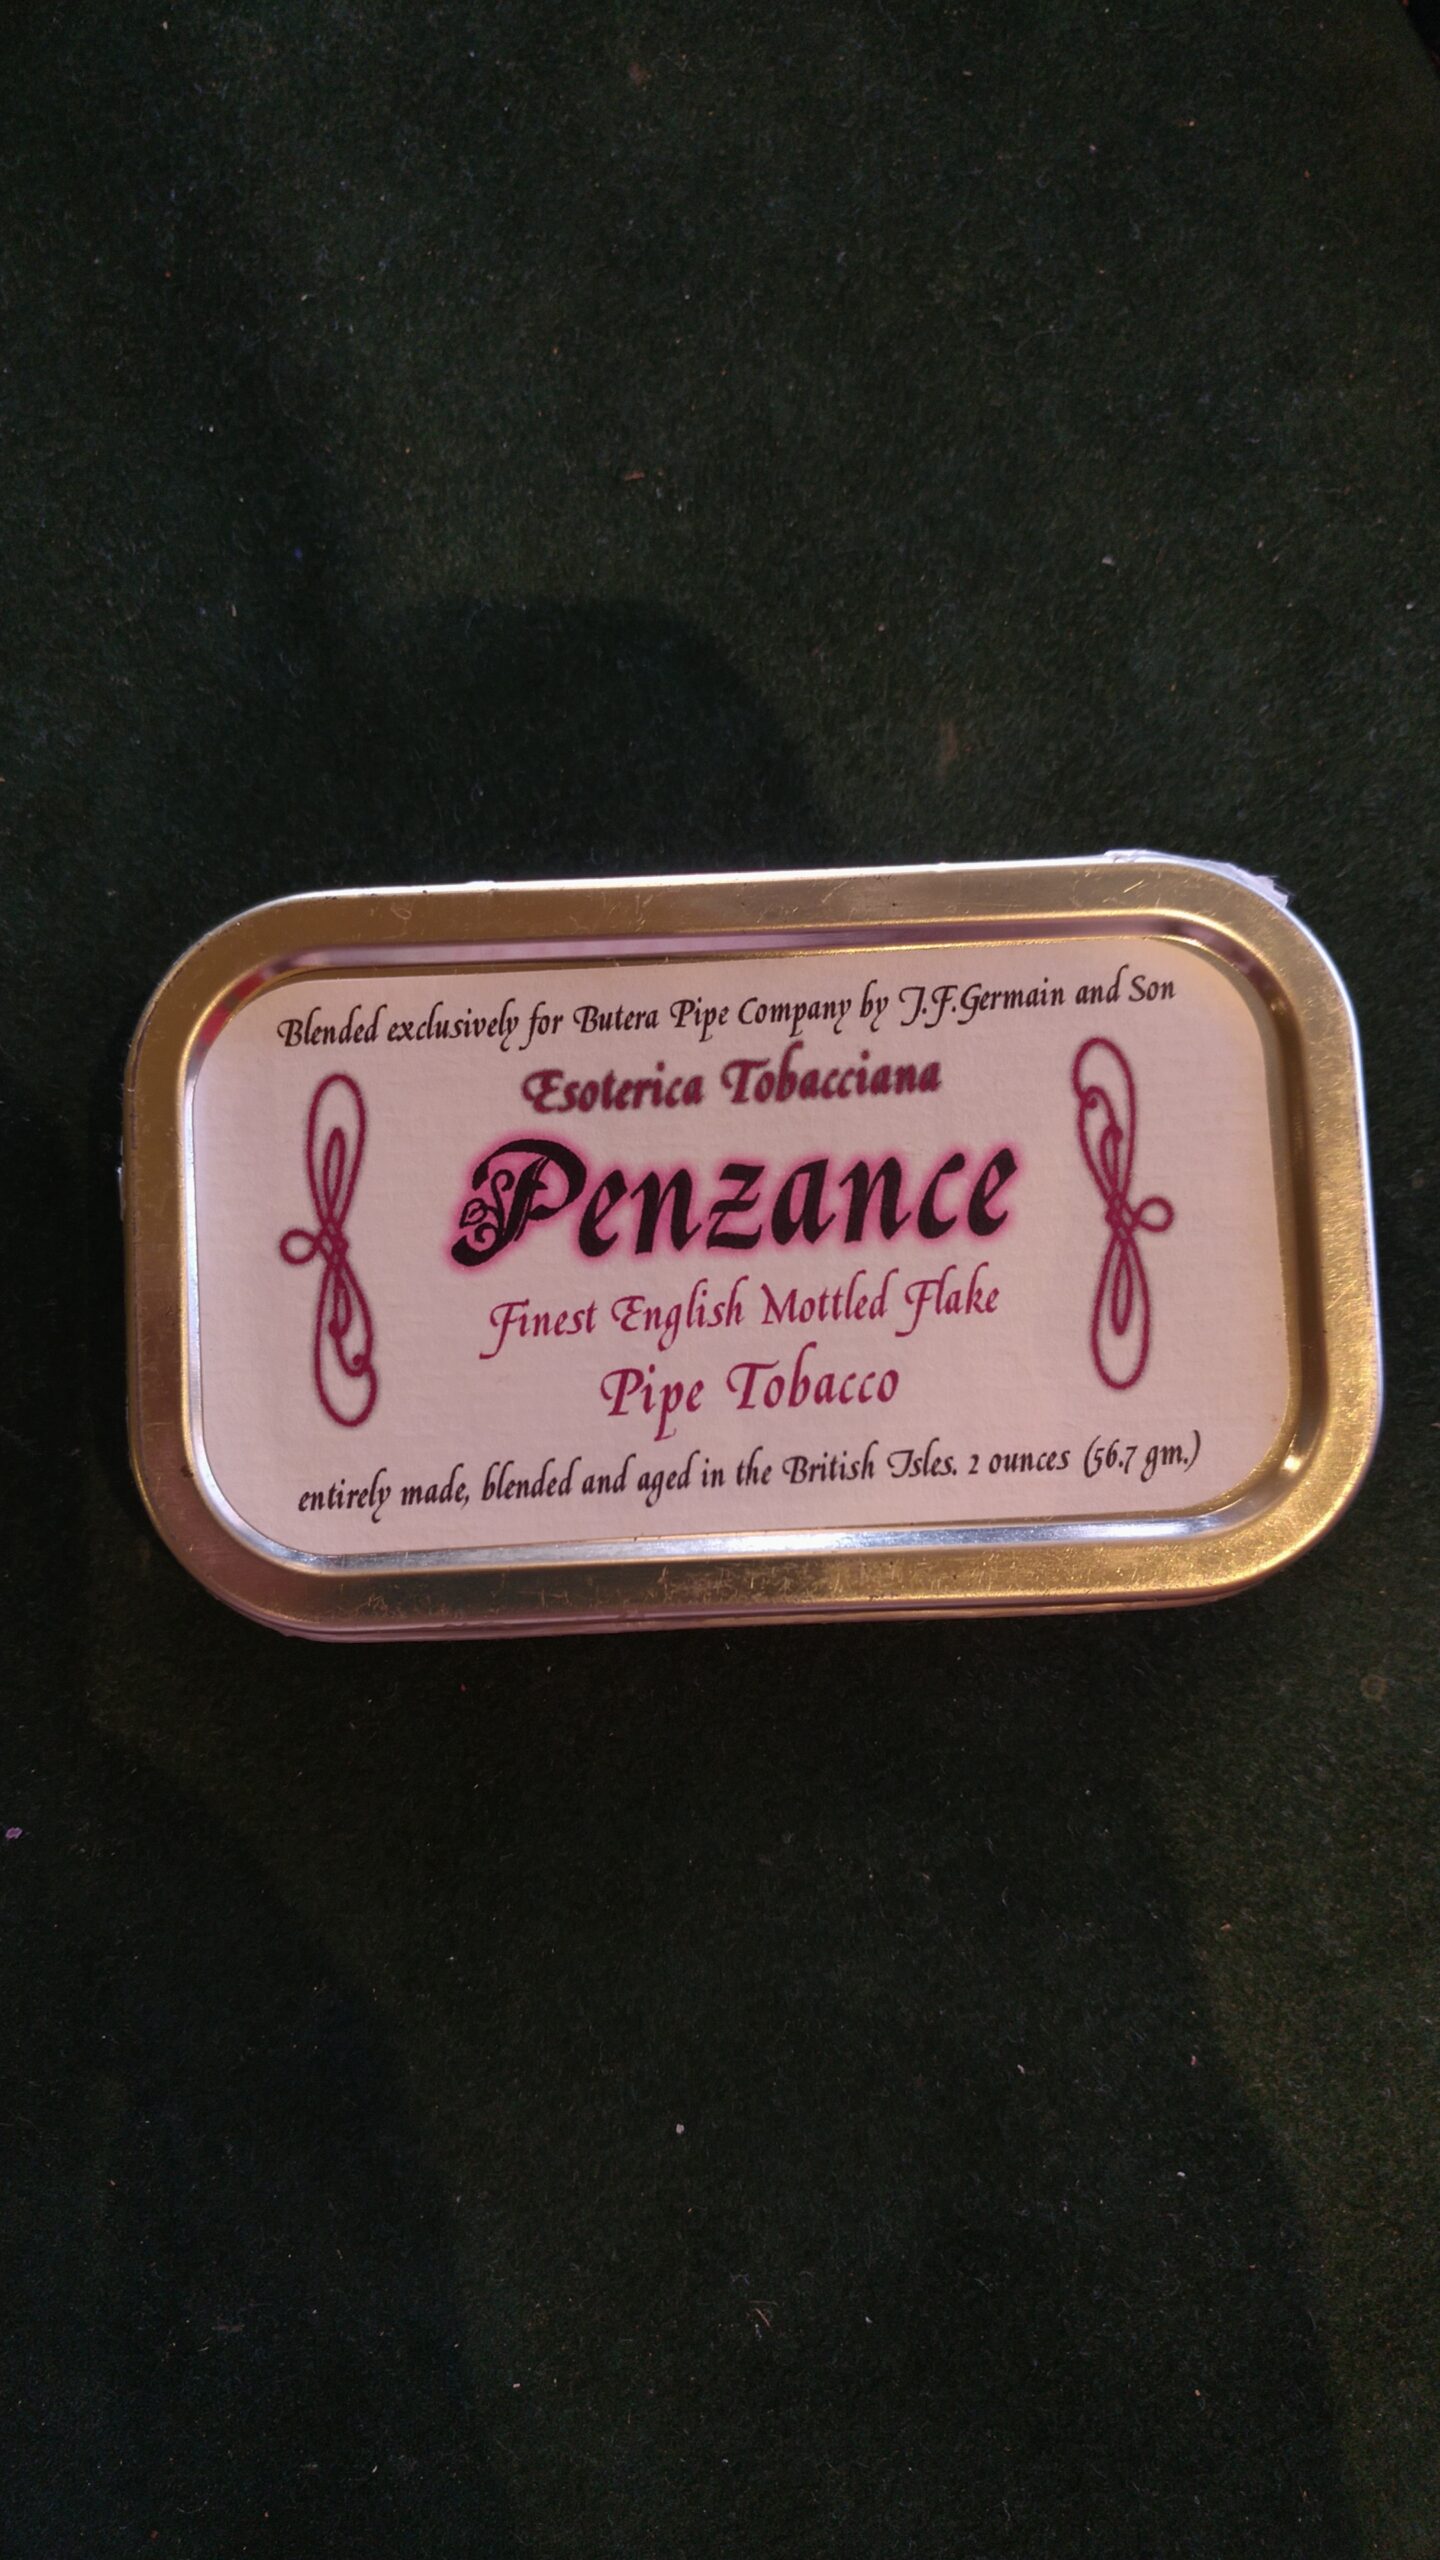 Blended exclusively for Butera Pipe Company by J.F.Germain and Son
Esoterica Tobacciana
Penzance
Finest English Mottled Flake
Pipe Tobacco
entirely made, blended and aged in the British Isles. 2 ounces (56.7 gm.)